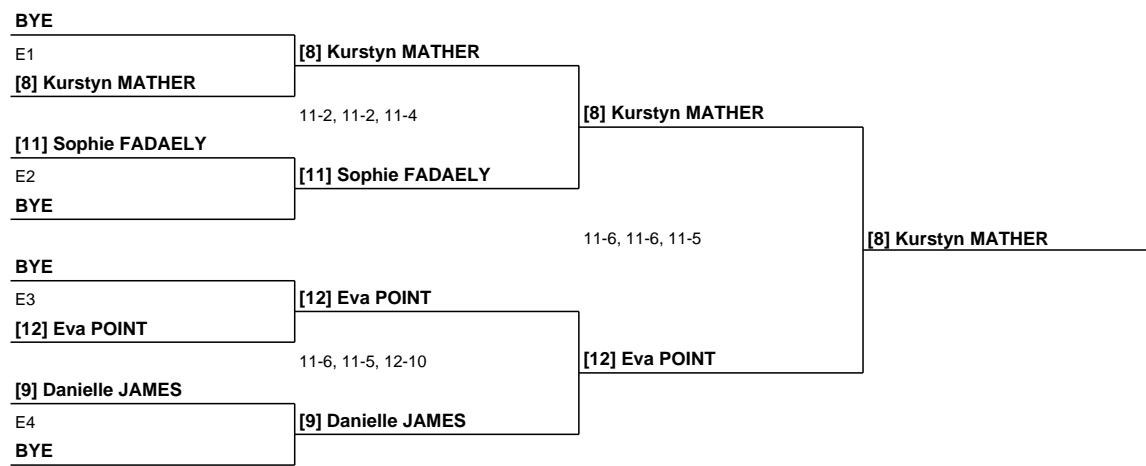 BYE
E1
[8] Kurstyn MATHER
[8] Kurstyn MATHER
11-2, 11-2, 11-4
[8] Kurstyn MATHER
[11] Sophie FADAELY
E2
BYE
[11] Sophie FADAELY
11-6, 11-6, 11-5
[8] Kurstyn MATHER
BYE
E3
[12] Eva POINT
[12] Eva POINT
11-6, 11-5, 12-10
[12] Eva POINT
[9] Danielle JAMES
E4
BYE
[9] Danielle JAMES